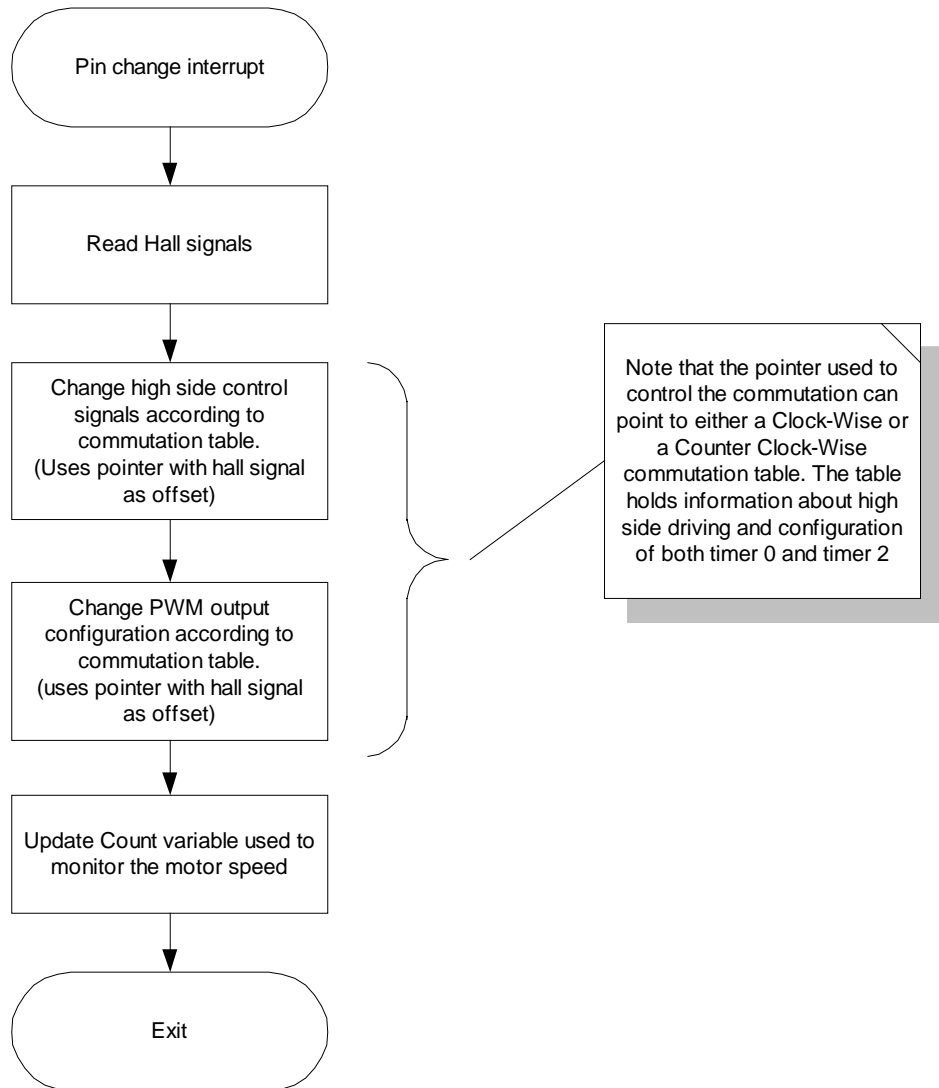 Pin change interrupt
Read Hall signals
Change high side control
signals according to
commutation table.
(Uses pointer with hall signal
as offset)
Change PWM output
configuration according to
commutation table.
(uses pointer with hall signal
as offset)
Update Count variable used to
monitor the motor speed
Exit
Note that the pointer used to
control the commutation can
point to either a Clock-Wise or
a Counter Clock-Wise
commutation table. The table
holds information about high
side driving and configuration
of both timer 0 and timer 2